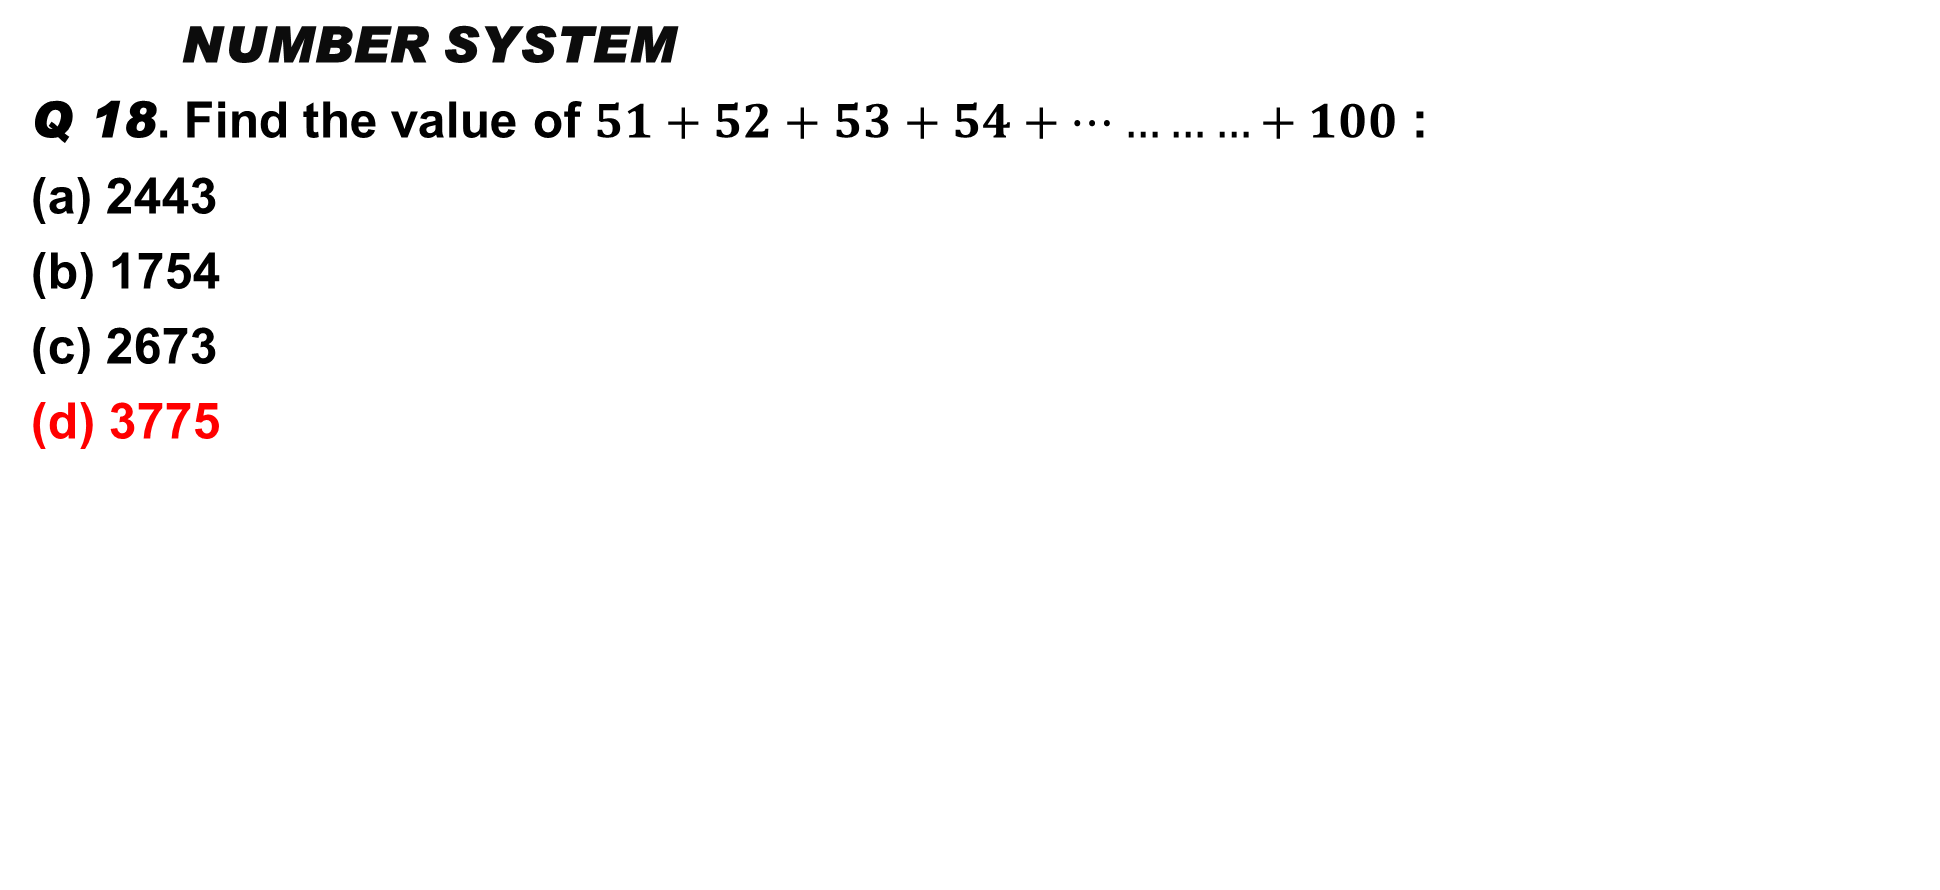 NUMBER SYSTEM
Q 18. Find the value of 51 + 52 + 53 + 54 + ⋯ … … … + 100 :
(a) 2443
(b) 1754
(c) 2673
(d) 3775